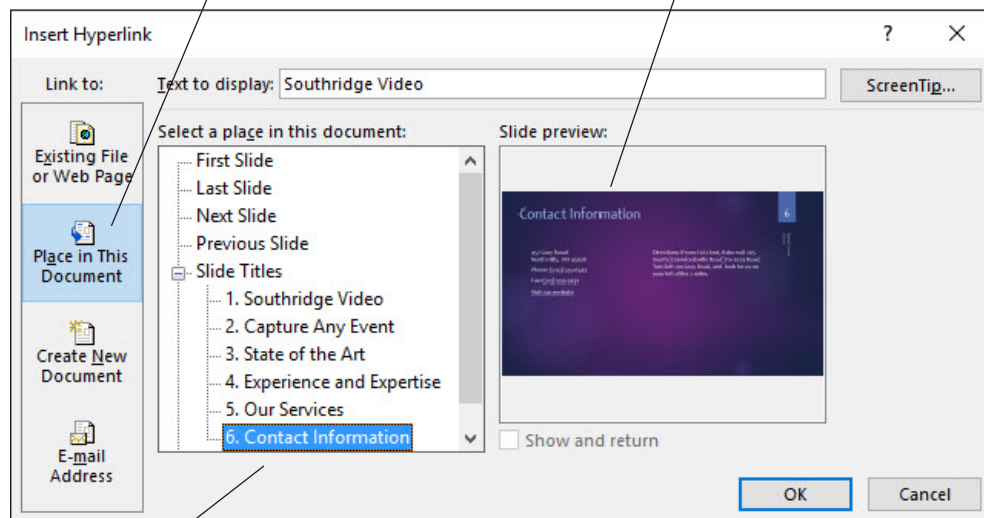 Insert Hyperlink
?
Link to:
Text to display: Southridge Video
ScreenTip...
Existing File
or Web Page
Place in This
Document
Create New
Document
E-mail
Address
Select a place in this document:
First Slide
Last Slide
Next Slide
Previous Slide
Slide Titles
1. Southridge Video
2. Capture Any Event
3. State of the Art
4. Experience and Expertise
5. Our Services
6. Contact Information
Slide preview:
Contact Information
6
Visit our website
Show and return
OK
Cancel